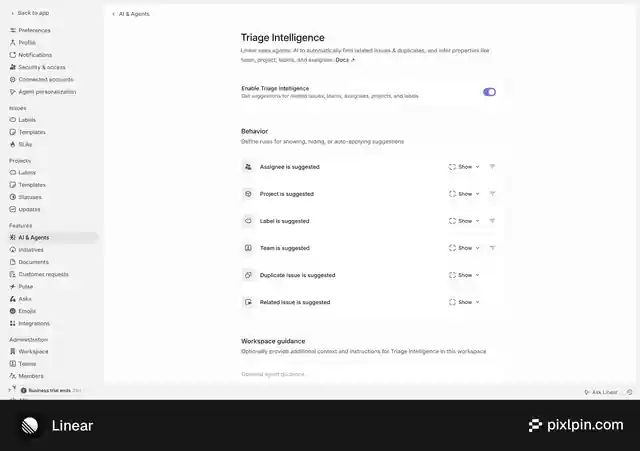 Back to app
Preferences
Profile
Notifications
Security & access
Connected accounts
Agent personalization
Issues
Labels
Templates
SLAs
Projects
Labels
Templates
Statuses
Updates
Features
AI & Agents
Initiatives
Documents
Customer requests
Pulse
Asks
Emojis
Integrations
Administration
Workspace
Teams
Members
Business trial ends
AI & Agents
Triage Intelligence
Linear uses agentic AI to automatically find related issues & duplicates, and infer properties like
team, project, labels, and assignee. Docs ↗
Enable Triage Intelligence
Get suggestions for related issues, teams, assignees, projects, and labels
Behavior
Define rules for showing, hiding, or auto-applying suggestions
Assignee is suggested Show
Project is suggested Show
Label is suggested Show
Team is suggested Show
Duplicate issue is suggested Show
Related issue is suggested Show
Workspace guidance
Optionally provide additional context and instructions for Triage Intelligence in this workspace
Optional agent guidance
Ask Linear
Linear
pixlpin.com